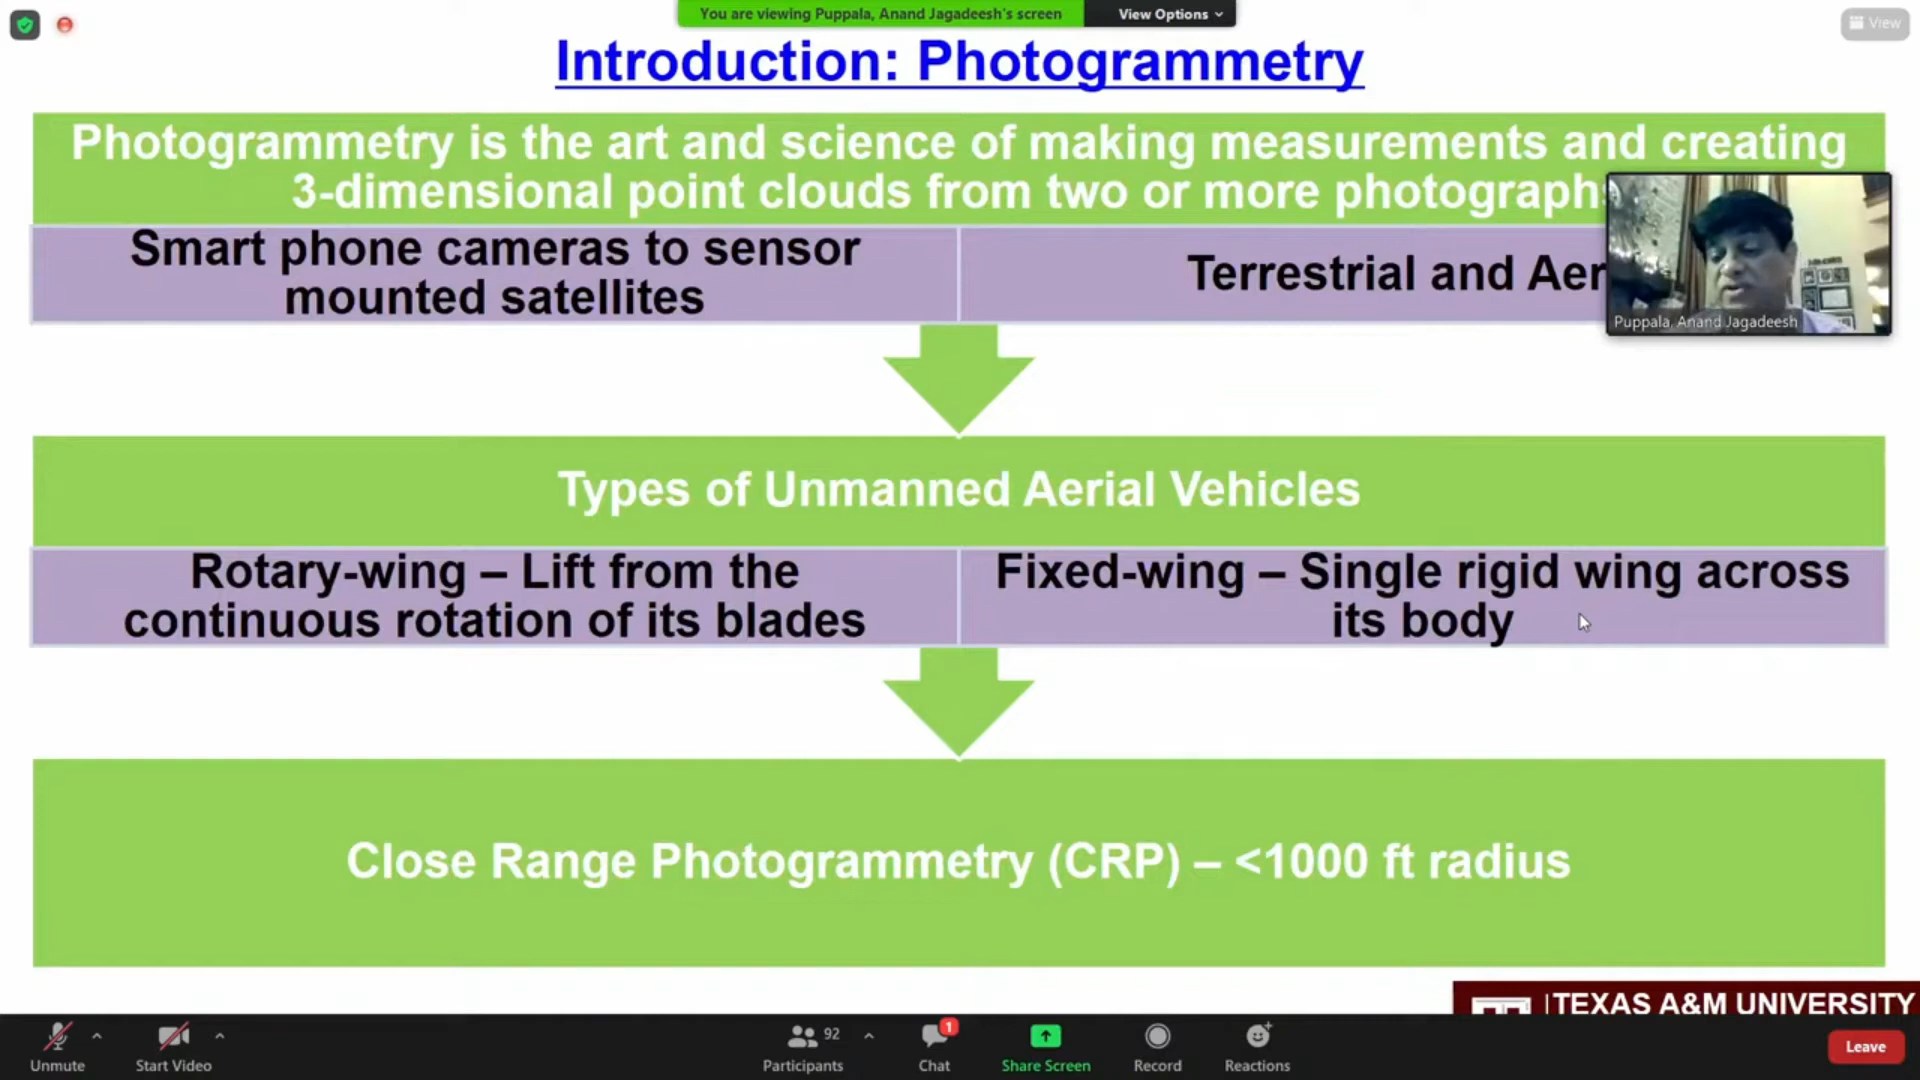 You are viewing Puppala, Anand Jagadeesh's screen
View Options
View
Introduction: Photogrammetry
Photogrammetry is the art and science of making measurements and creating
3-dimensional point clouds from two or more photographs
Smart phone cameras to sensor
mounted satellites
Terrestrial and Aer
Puppala, Anand Jagadeesh
Types of Unmanned Aerial Vehicles
Rotary-wing – Lift from the
continuous rotation of its blades
Fixed-wing – Single rigid wing across
its body
Close Range Photogrammetry (CRP) – <1000 ft radius
TEXAS A&M UNIVERSITY
Unmute
Start Video
92
Participants
1
Chat
Share Screen
Record
Reactions
Leave